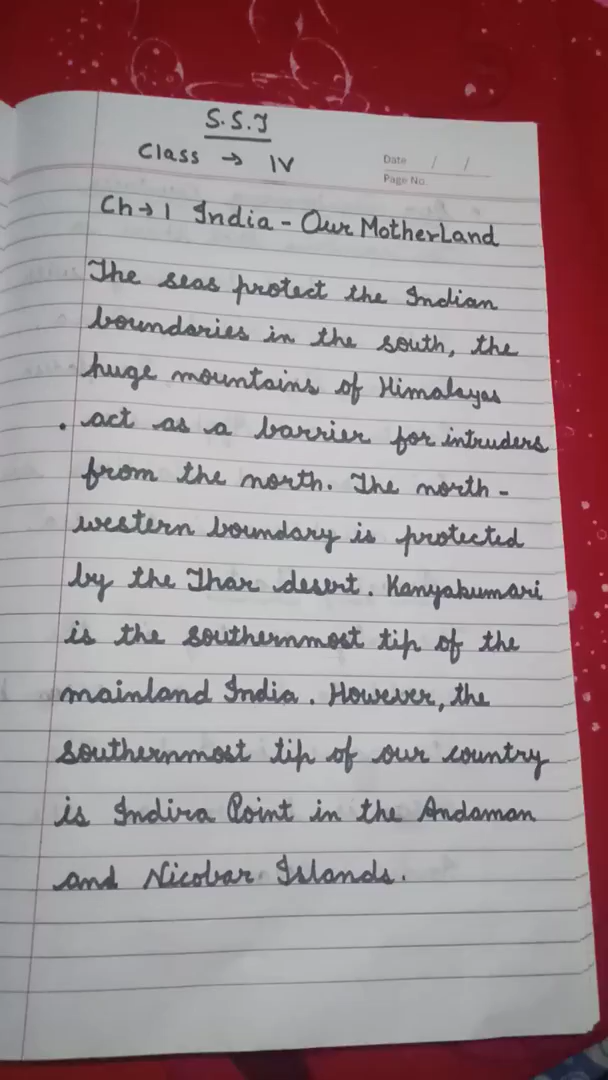 S.S.T
Class → IV
Date / /
Page No.
Ch → 1 India - Our MotherLand
The seas protect the Indian
boundaries in the south, the
huge mountains of Himalayas
act as a barrier for intruders
from the north. The north-
western boundary is protected
by the Thar desert. Kanyakumari
is the southernmost tip of the
mainland India. However, the
southernmost tip of our country
is Indira Point in the Andaman
and Nicobar Islands.